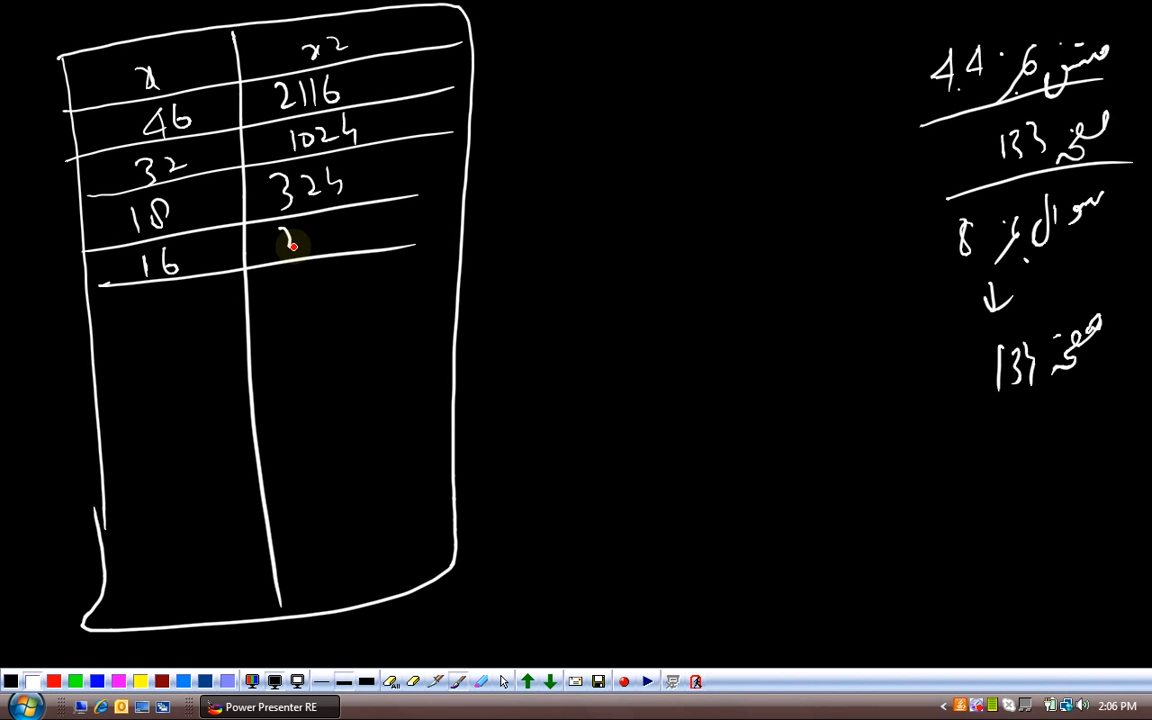 x x2
46 2116
32 1024
18 324
16 2
مشق نمبر 4.4
صفحہ 133
سوال نمبر 8
↓
صفحہ 133
Power Presenter RE
2:06 PM